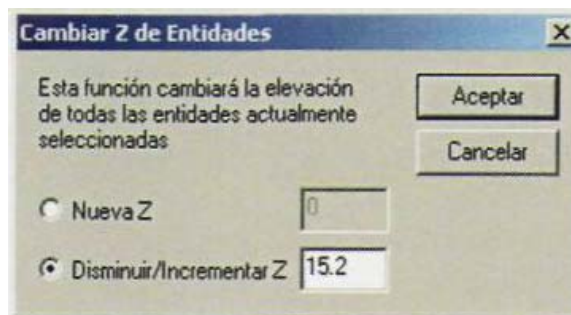 Cambiar Z de Entidades
Esta función cambiará la elevación
de todas las entidades actualmente
seleccionadas
Aceptar
Cancelar
Nueva Z
0
Disminuir/Incrementar Z
15.2